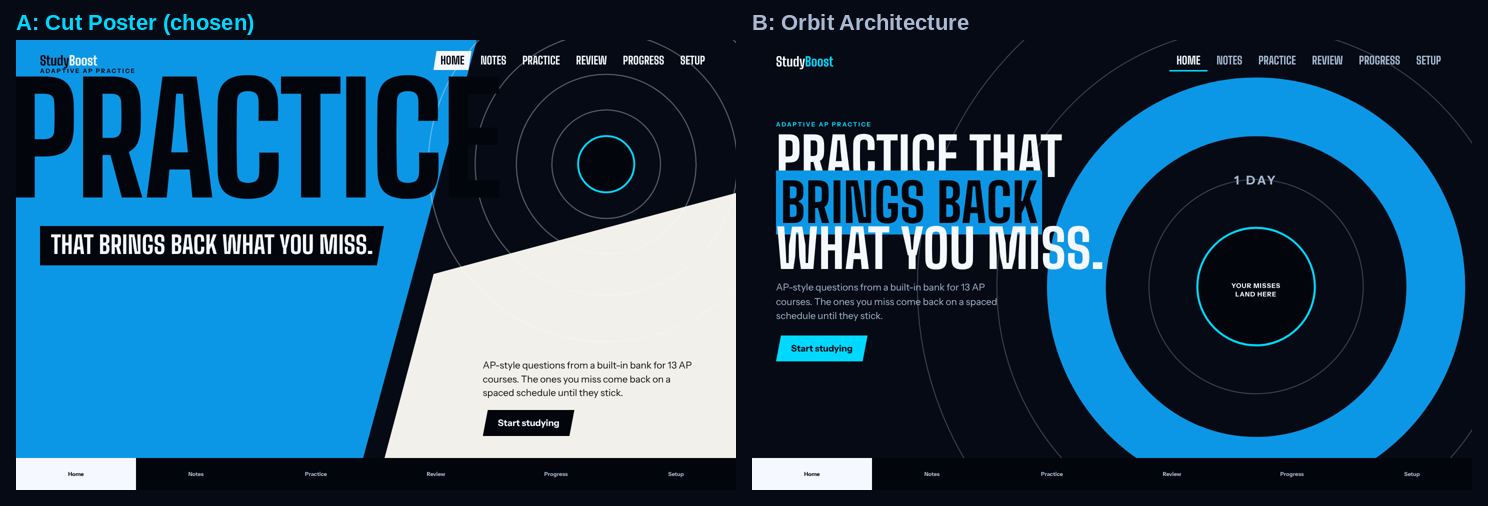 A: Cut Poster (chosen)
StudyBoost
ADAPTIVE AP PRACTICE
HOME NOTES PRACTICE REVIEW PROGRESS SETUP
PRACTICE
THAT BRINGS BACK WHAT YOU MISS.
AP-style questions from a built-in bank for 13 AP
courses. The ones you miss come back on a
spaced schedule until they stick.
Start studying
Home Notes Practice Review Progress Setup
B: Orbit Architecture
StudyBoost
HOME NOTES PRACTICE REVIEW PROGRESS SETUP
ADAPTIVE AP PRACTICE
PRACTICE THAT
BRINGS BACK
WHAT YOU MISS.
AP-style questions from a built-in bank for 13 AP
courses. The ones you miss come back on a spaced
schedule until they stick.
Start studying
1 DAY
YOUR MISSES
LAND HERE
Home Notes Practice Review Progress Setup